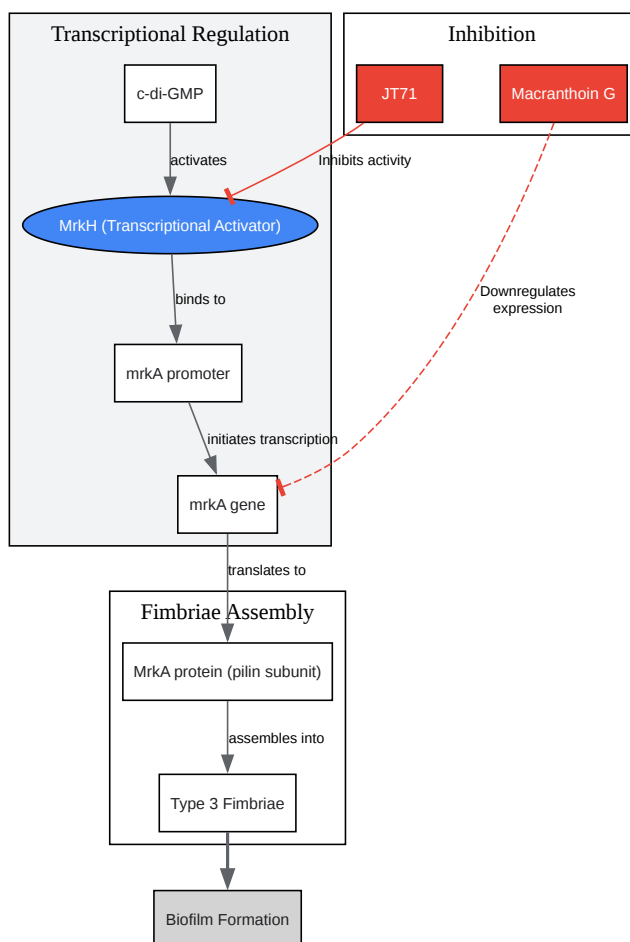 Transcriptional Regulation
Inhibition
c-di-GMP
JT71
Macranthoin G
activates
Inhibits activity
MrkH (Transcriptional Activator)
binds to
Downregulates
expression
mrkA promoter
initiates transcription
mrkA gene
translates to
Fimbriae Assembly
MrkA protein (pilin subunit)
assembles into
Type 3 Fimbriae
Biofilm Formation